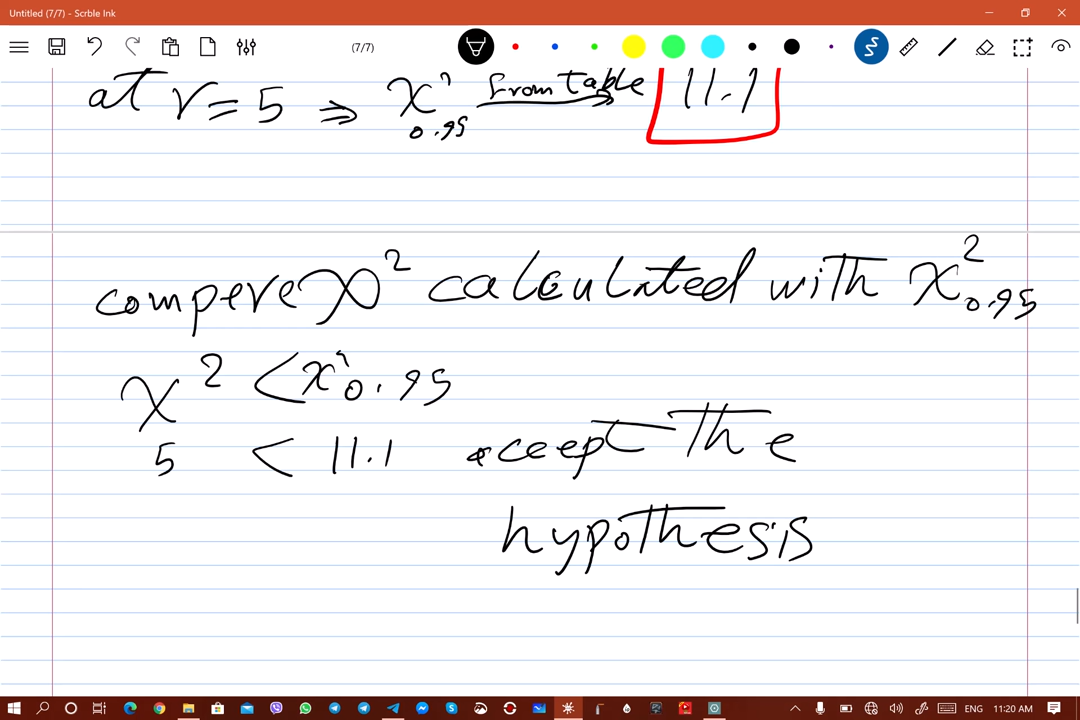 Untitled (7/7) - Scrble Ink
(7/7)
at ν = 5 ⇒ χ²0.95 From table 11.1
compere χ² calculated with χ²0.95
χ² < χ²0.95
5 < 11.1 accept The
hypothesis
11:20 AM